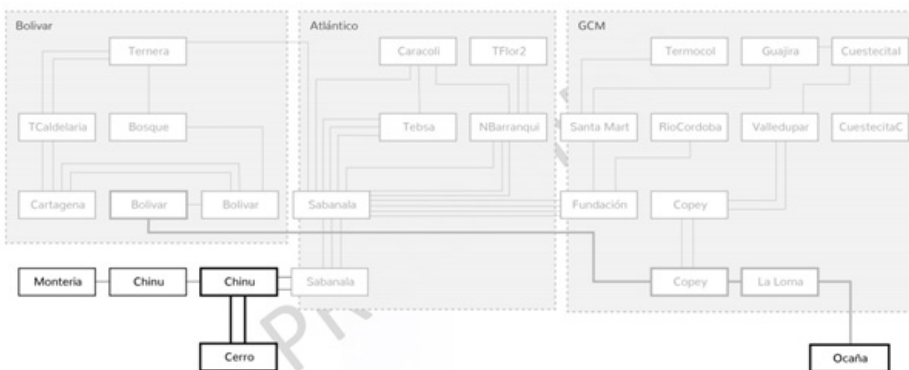 Bolivar
Atlántico
GCM
Ternera
Caracoli
TFlor2
Termocol
Guajira
CuestecitaI
TCaldelaria
Bosque
Tebsa
NBarranqui
Santa Mart
RioCordoba
Valledupar
CuestecitaC
Cartagena
Bolivar
Bolivar
Sabanala
Fundación
Copey
Monteria
Chinu
Chinu
Sabanala
Copey
La Loma
Cerro
Ocaña